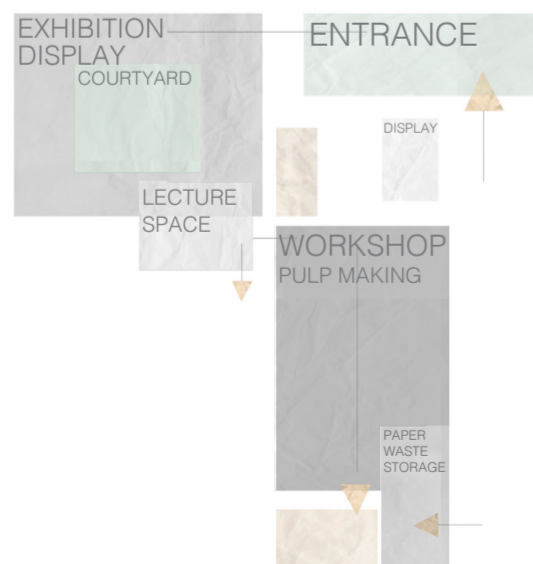 EXHIBITION
DISPLAY
COURTYARD
ENTRANCE
DISPLAY
LECTURE
SPACE
WORKSHOP
PULP MAKING
PAPER
WASTE
STORAGE